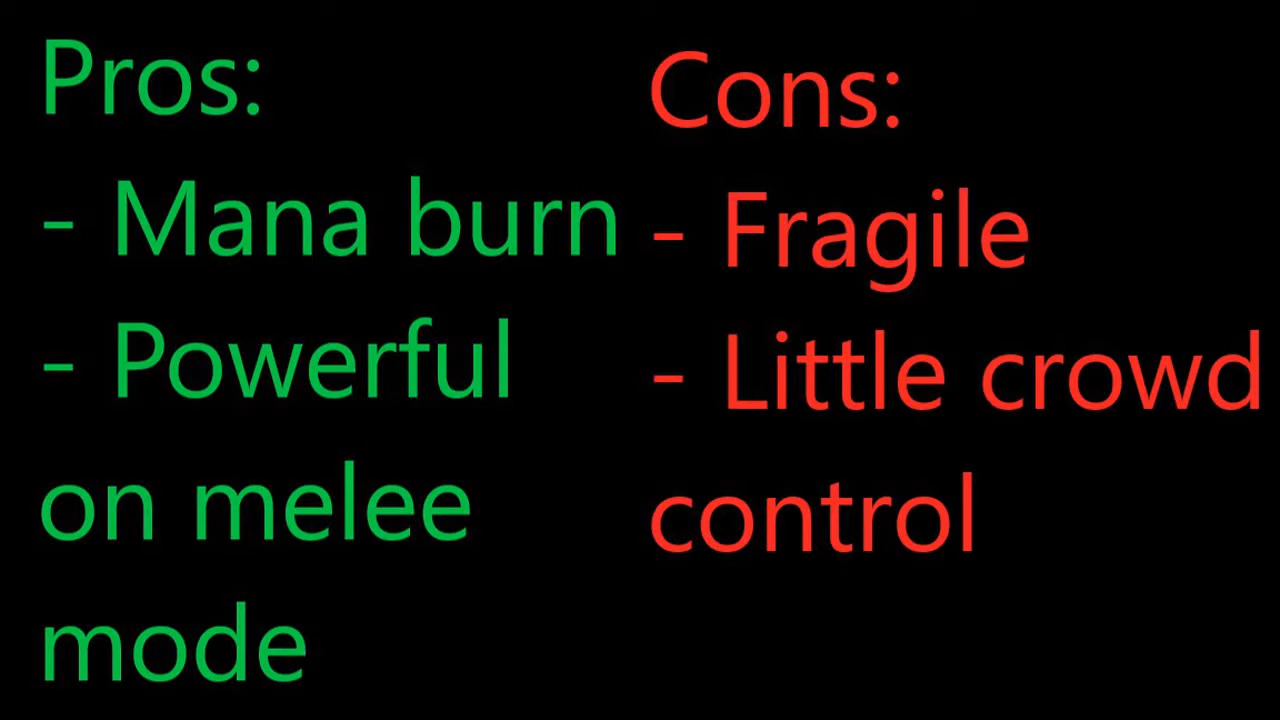 Pros:
- Mana burn
- Powerful
on melee
mode
Cons:
- Fragile
- Little crowd
control